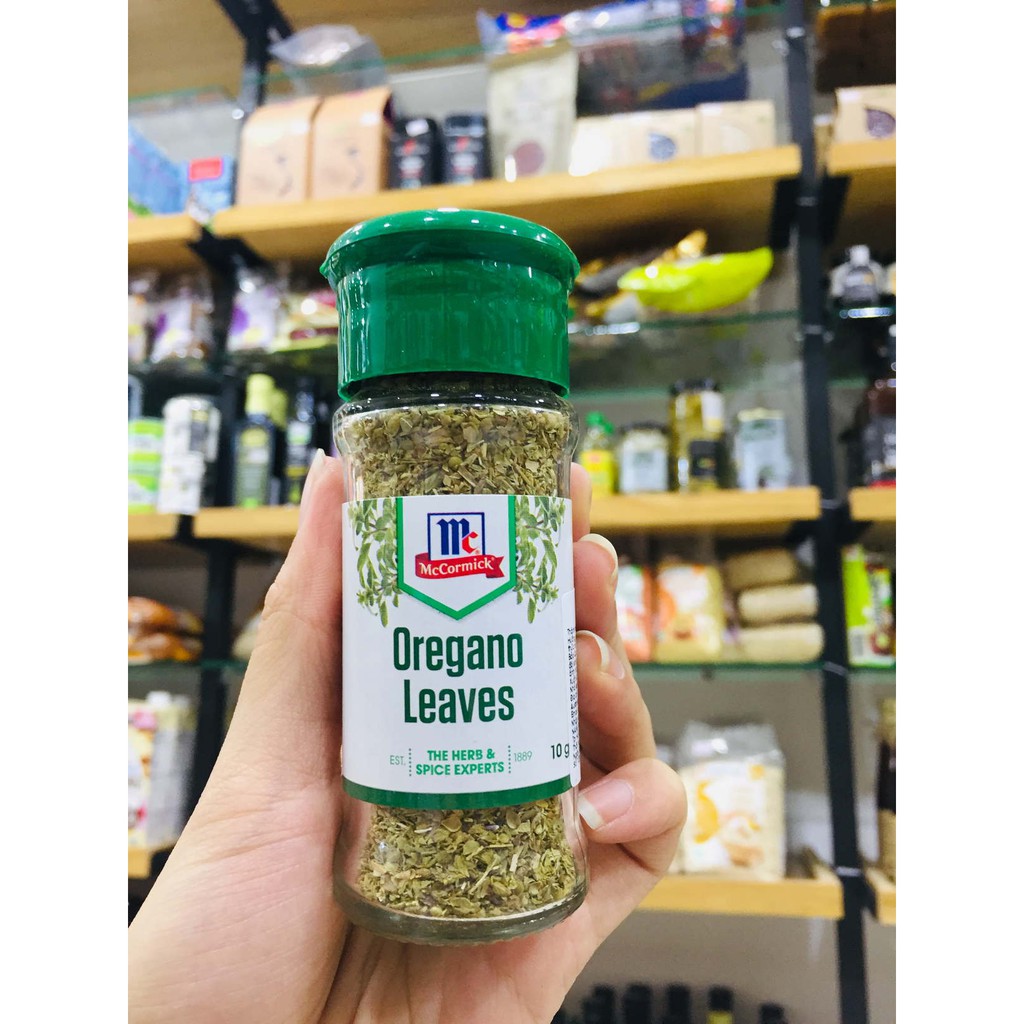 Mc
McCormick
Oregano
Leaves
EST. THE HERB & 1889
SPICE EXPERTS
10 g